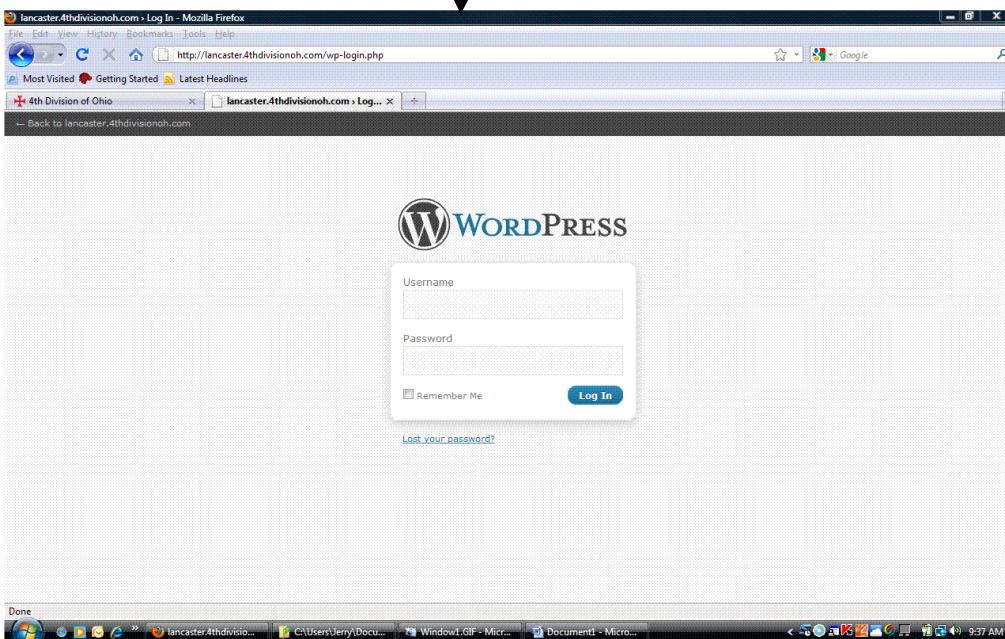 lancaster.4thdivisionoh.com › Log In - Mozilla Firefox
File Edit View History Bookmarks Tools Help
http://lancaster.4thdivisionoh.com/wp-login.php Google
Most Visited Getting Started Latest Headlines
4th Division of Ohio lancaster.4thdivisionoh.com › Log...
← Back to lancaster.4thdivisionoh.com
WORDPRESS
Username
Password
Remember Me Log In
Lost your password?
Done
lancaster.4thdivisio... C:\Users\Jerry\Docu... Window1.GIF - Micr... Document1 - Micro... 9:37 AM